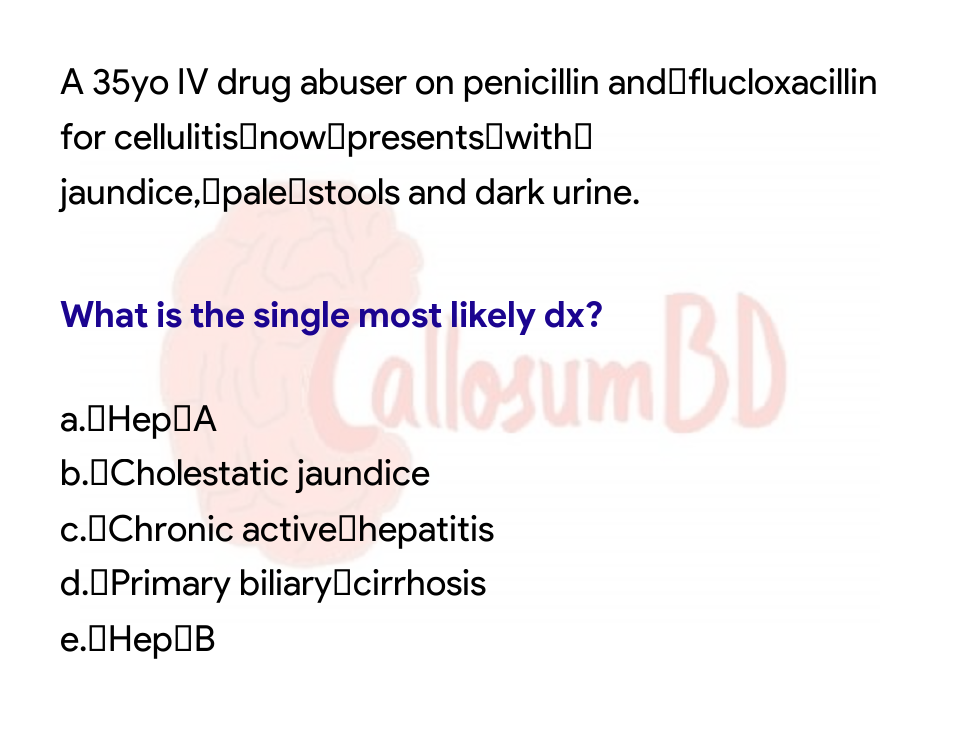 A 35yo IV drug abuser on penicillin and▯flucloxacillin
for cellulitis▯now▯presents▯with▯
jaundice,▯pale▯stools and dark urine.
What is the single most likely dx?
CallosumBD
a.▯Hep▯A
b.▯Cholestatic jaundice
c.▯Chronic active▯hepatitis
d.▯Primary biliary▯cirrhosis
e.▯Hep▯B